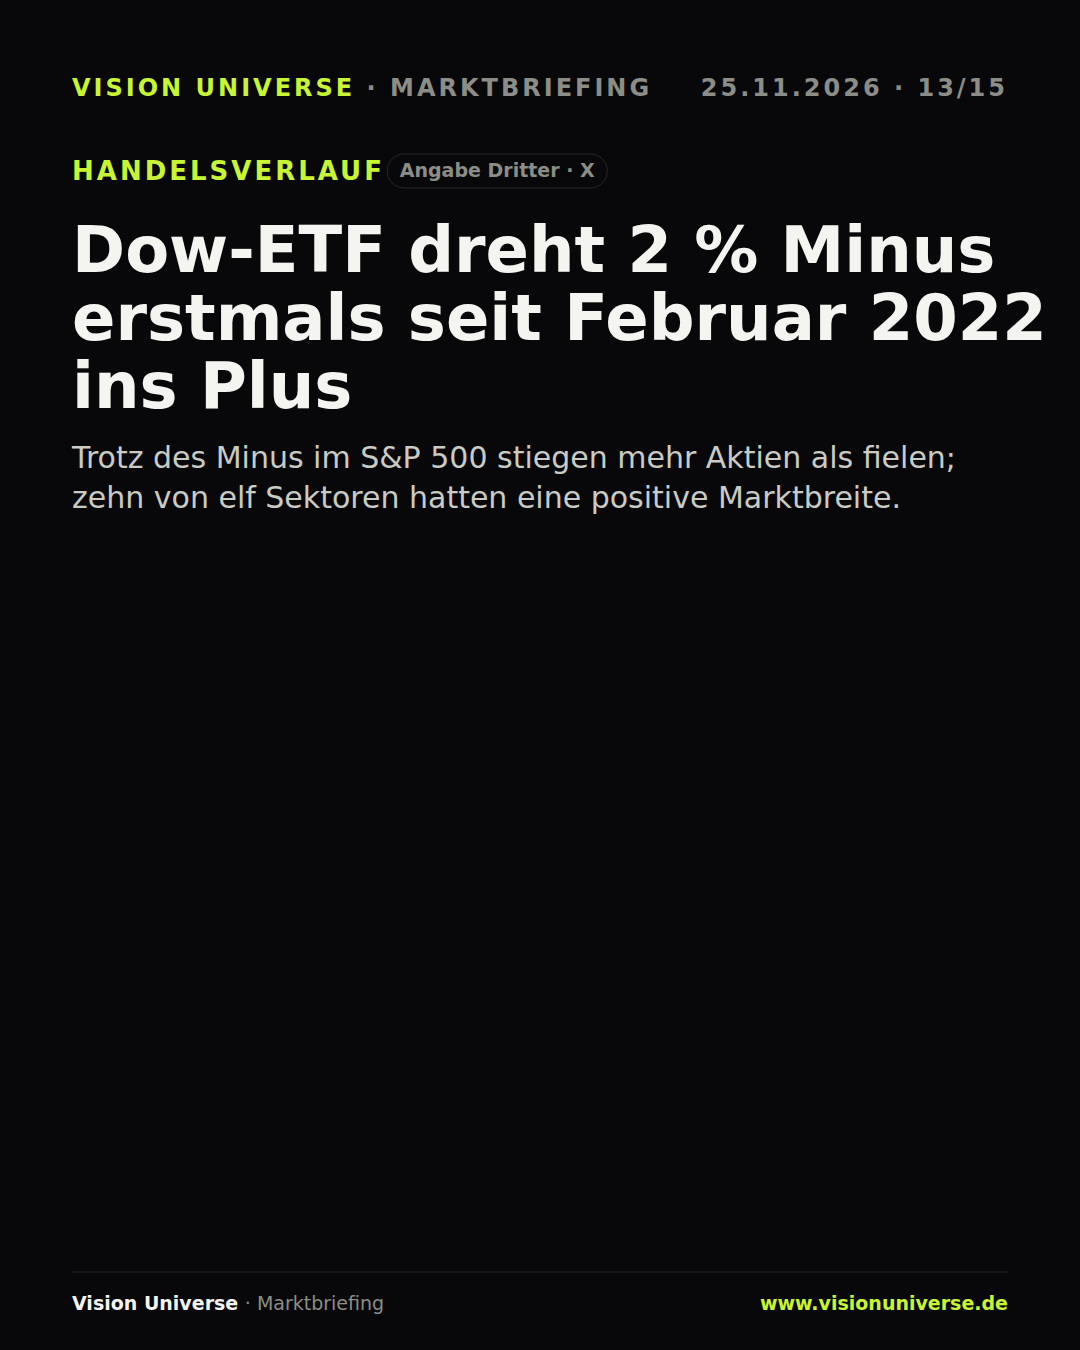 VISION UNIVERSE · MARKTBRIEFING 25.11.2026 · 13/15
HANDELSVERLAUF Angabe Dritter · X
Dow-ETF dreht 2 % Minus
erstmals seit Februar 2022
ins Plus
Trotz des Minus im S&P 500 stiegen mehr Aktien als fielen;
zehn von elf Sektoren hatten eine positive Marktbreite.
Vision Universe · Marktbriefing www.visionuniverse.de